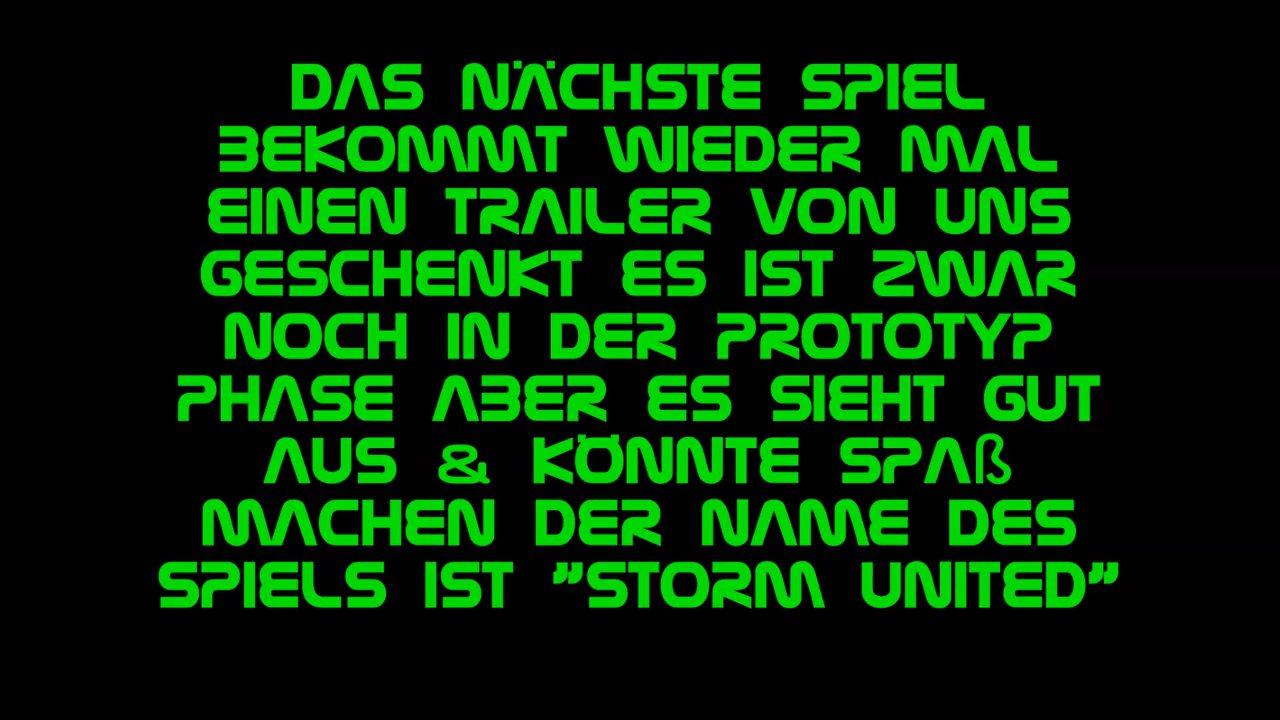 DAS NÄCHSTE SPIEL
BEKOMMT WIEDER MAL
EINEN TRAILER VON UNS
GESCHENKT ES IST ZWAR
NOCH IN DER PROTOTYP
PHASE ABER ES SIEHT GUT
AUS & KÖNNTE SPAß
MACHEN DER NAME DES
SPIELS IST "STORM UNITED"